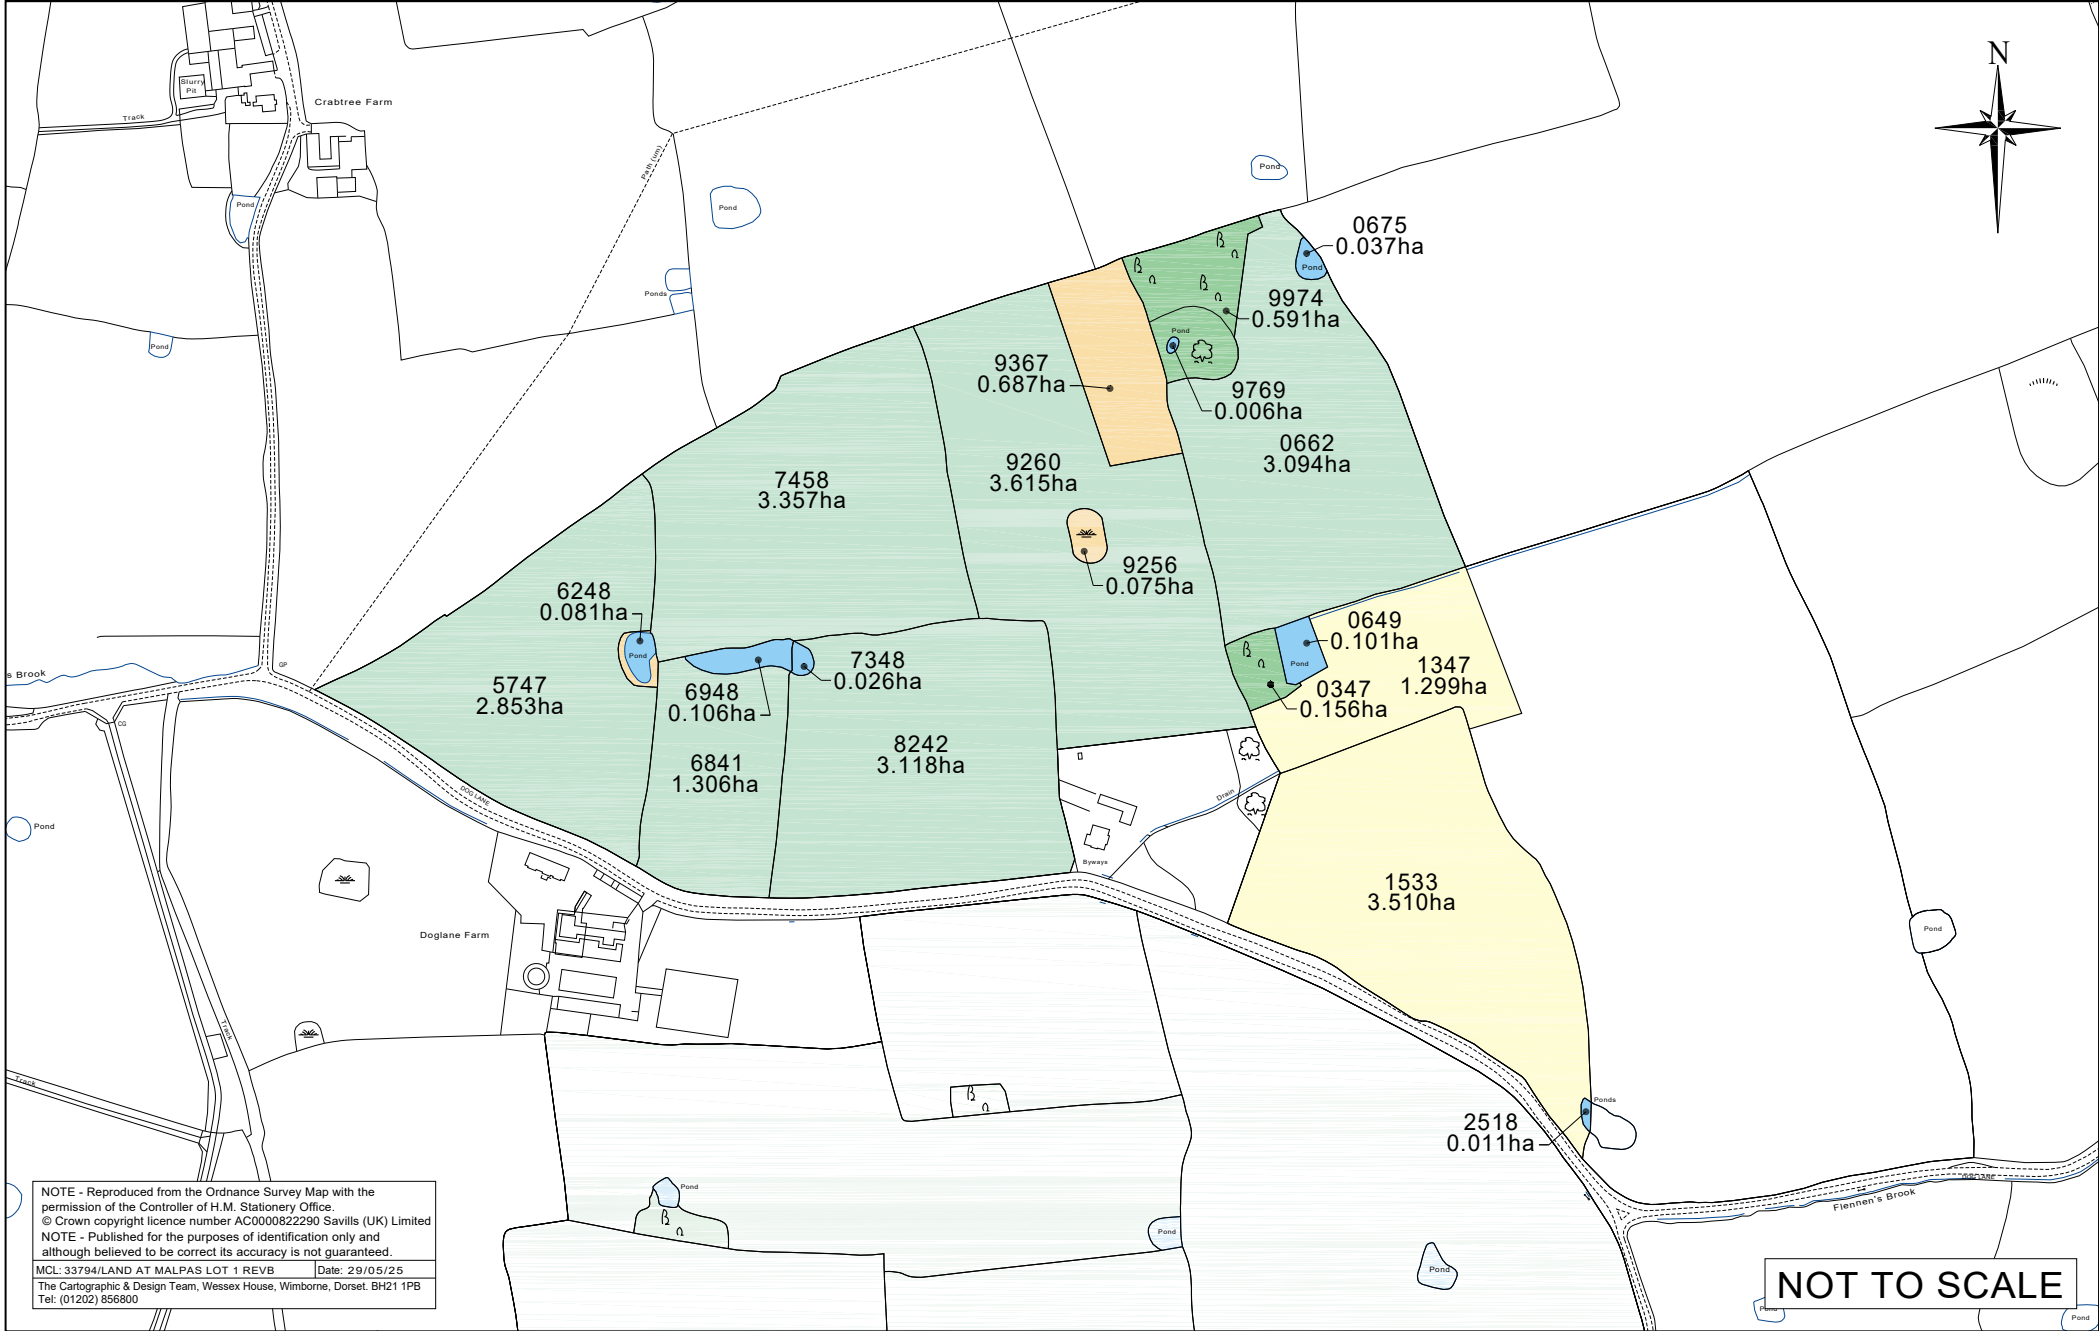 N
Slurry
Pit
Crabtree Farm
Track
Path (um)
Pond
Pond
Pond
Ponds
Pond
0675
0.037ha
Pond
9974
0.591ha
Pond
9367
0.687ha
9769
0.006ha
0662
3.094ha
9260
3.615ha
7458
3.357ha
9256
0.075ha
6248
0.081ha
Pond
0649
0.101ha
Pond
1347
1.299ha
0347
0.156ha
7348
0.026ha
6948
0.106ha
5747
2.853ha
GP
s Brook
CG
8242
3.118ha
6841
1.306ha
DOG LANE
Drain
Pond
Byways
1533
3.510ha
Doglane Farm
Pond
Track
Track
Ponds
2518
0.011ha
DOG LANE
Flennen's Brook
Pond
Pond
Pond
Pond
Pond
NOTE - Reproduced from the Ordnance Survey Map with the
permission of the Controller of H.M. Stationery Office.
© Crown copyright licence number AC0000822290 Savills (UK) Limited
NOTE - Published for the purposes of identification only and
although believed to be correct its accuracy is not guaranteed.
MCL: 33794/LAND AT MALPAS LOT 1 REVB
Date: 29/05/25
The Cartographic & Design Team, Wessex House, Wimborne, Dorset. BH21 1PB
Tel: (01202) 856800
NOT TO SCALE